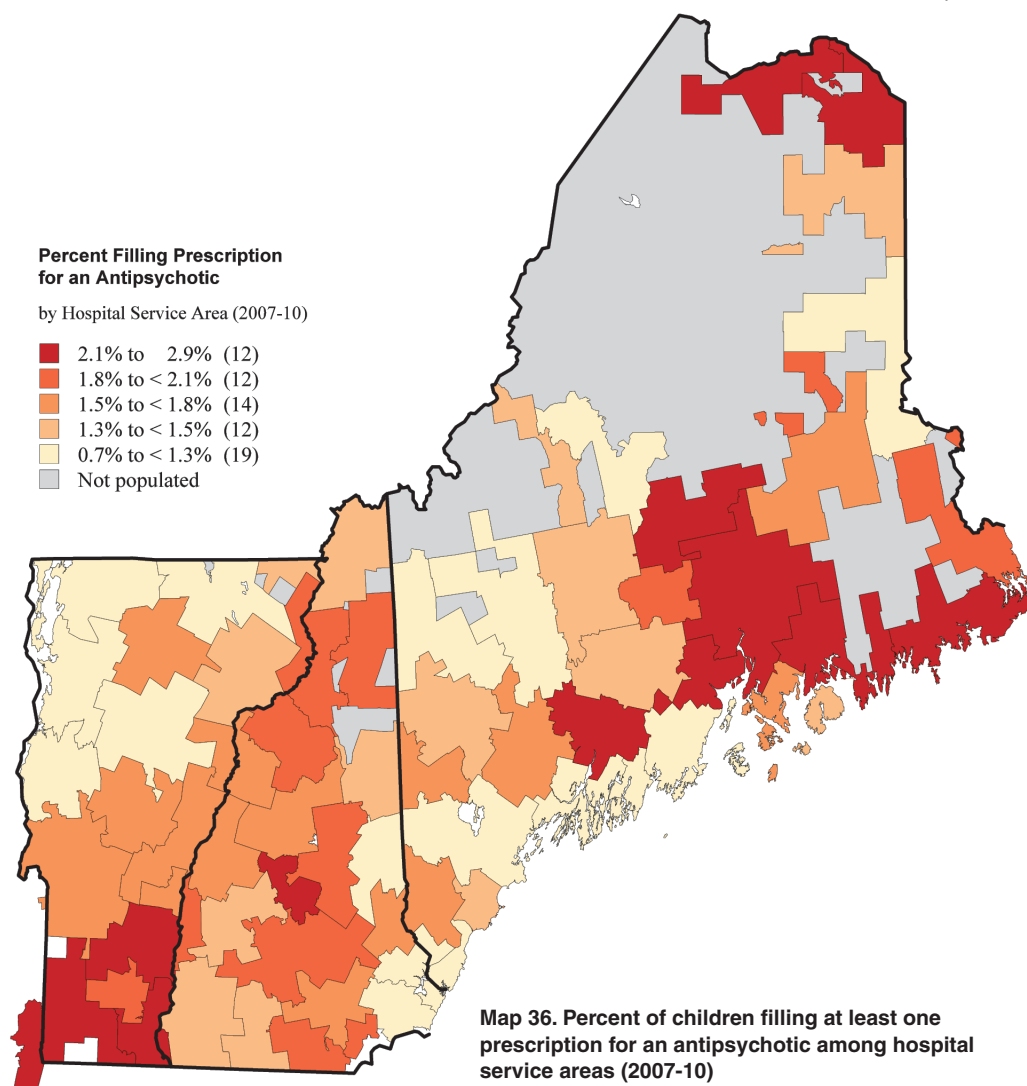 Percent Filling Prescription
for an Antipsychotic
by Hospital Service Area (2007-10)
2.1% to 2.9% (12)
1.8% to < 2.1% (12)
1.5% to < 1.8% (14)
1.3% to < 1.5% (12)
0.7% to < 1.3% (19)
Not populated
Map 36. Percent of children filling at least one
prescription for an antipsychotic among hospital
service areas (2007-10)